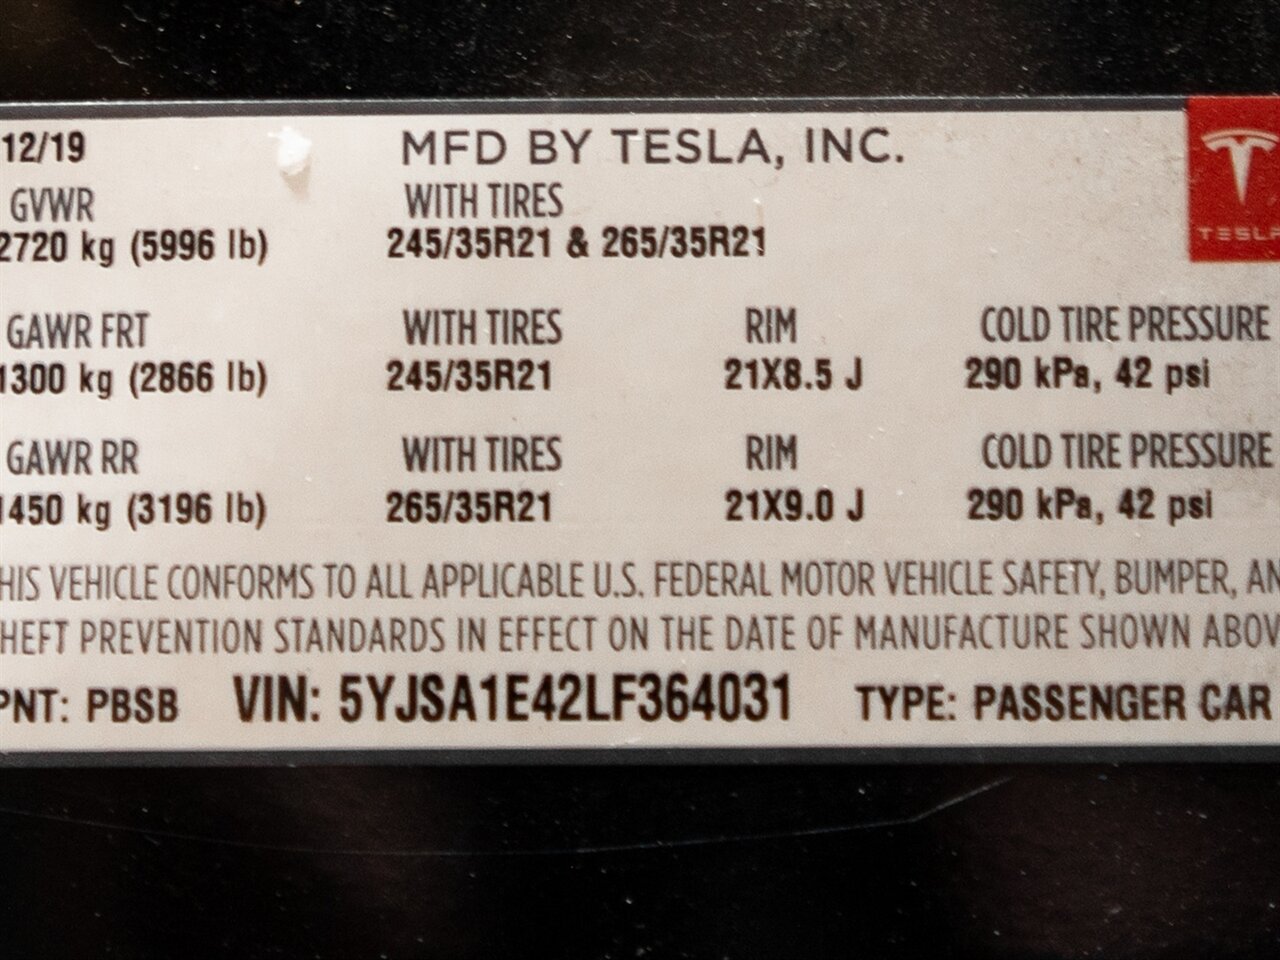 12/19 MFD BY TESLA, INC.
GVWR WITH TIRES
2720 kg (5996 lb) 245/35R21 & 265/35R21
TESLA
GAWR FRT WITH TIRES RIM COLD TIRE PRESSURE
1300 kg (2866 lb) 245/35R21 21X8.5 J 290 kPa, 42 psi
GAWR RR WITH TIRES RIM COLD TIRE PRESSURE
1450 kg (3196 lb) 265/35R21 21X9.0 J 290 kPa, 42 psi
HIS VEHICLE CONFORMS TO ALL APPLICABLE U.S. FEDERAL MOTOR VEHICLE SAFETY, BUMPER, AN
HEFT PREVENTION STANDARDS IN EFFECT ON THE DATE OF MANUFACTURE SHOWN ABOV
PNT: PBSB VIN: 5YJSA1E42LF364031 TYPE: PASSENGER CAR